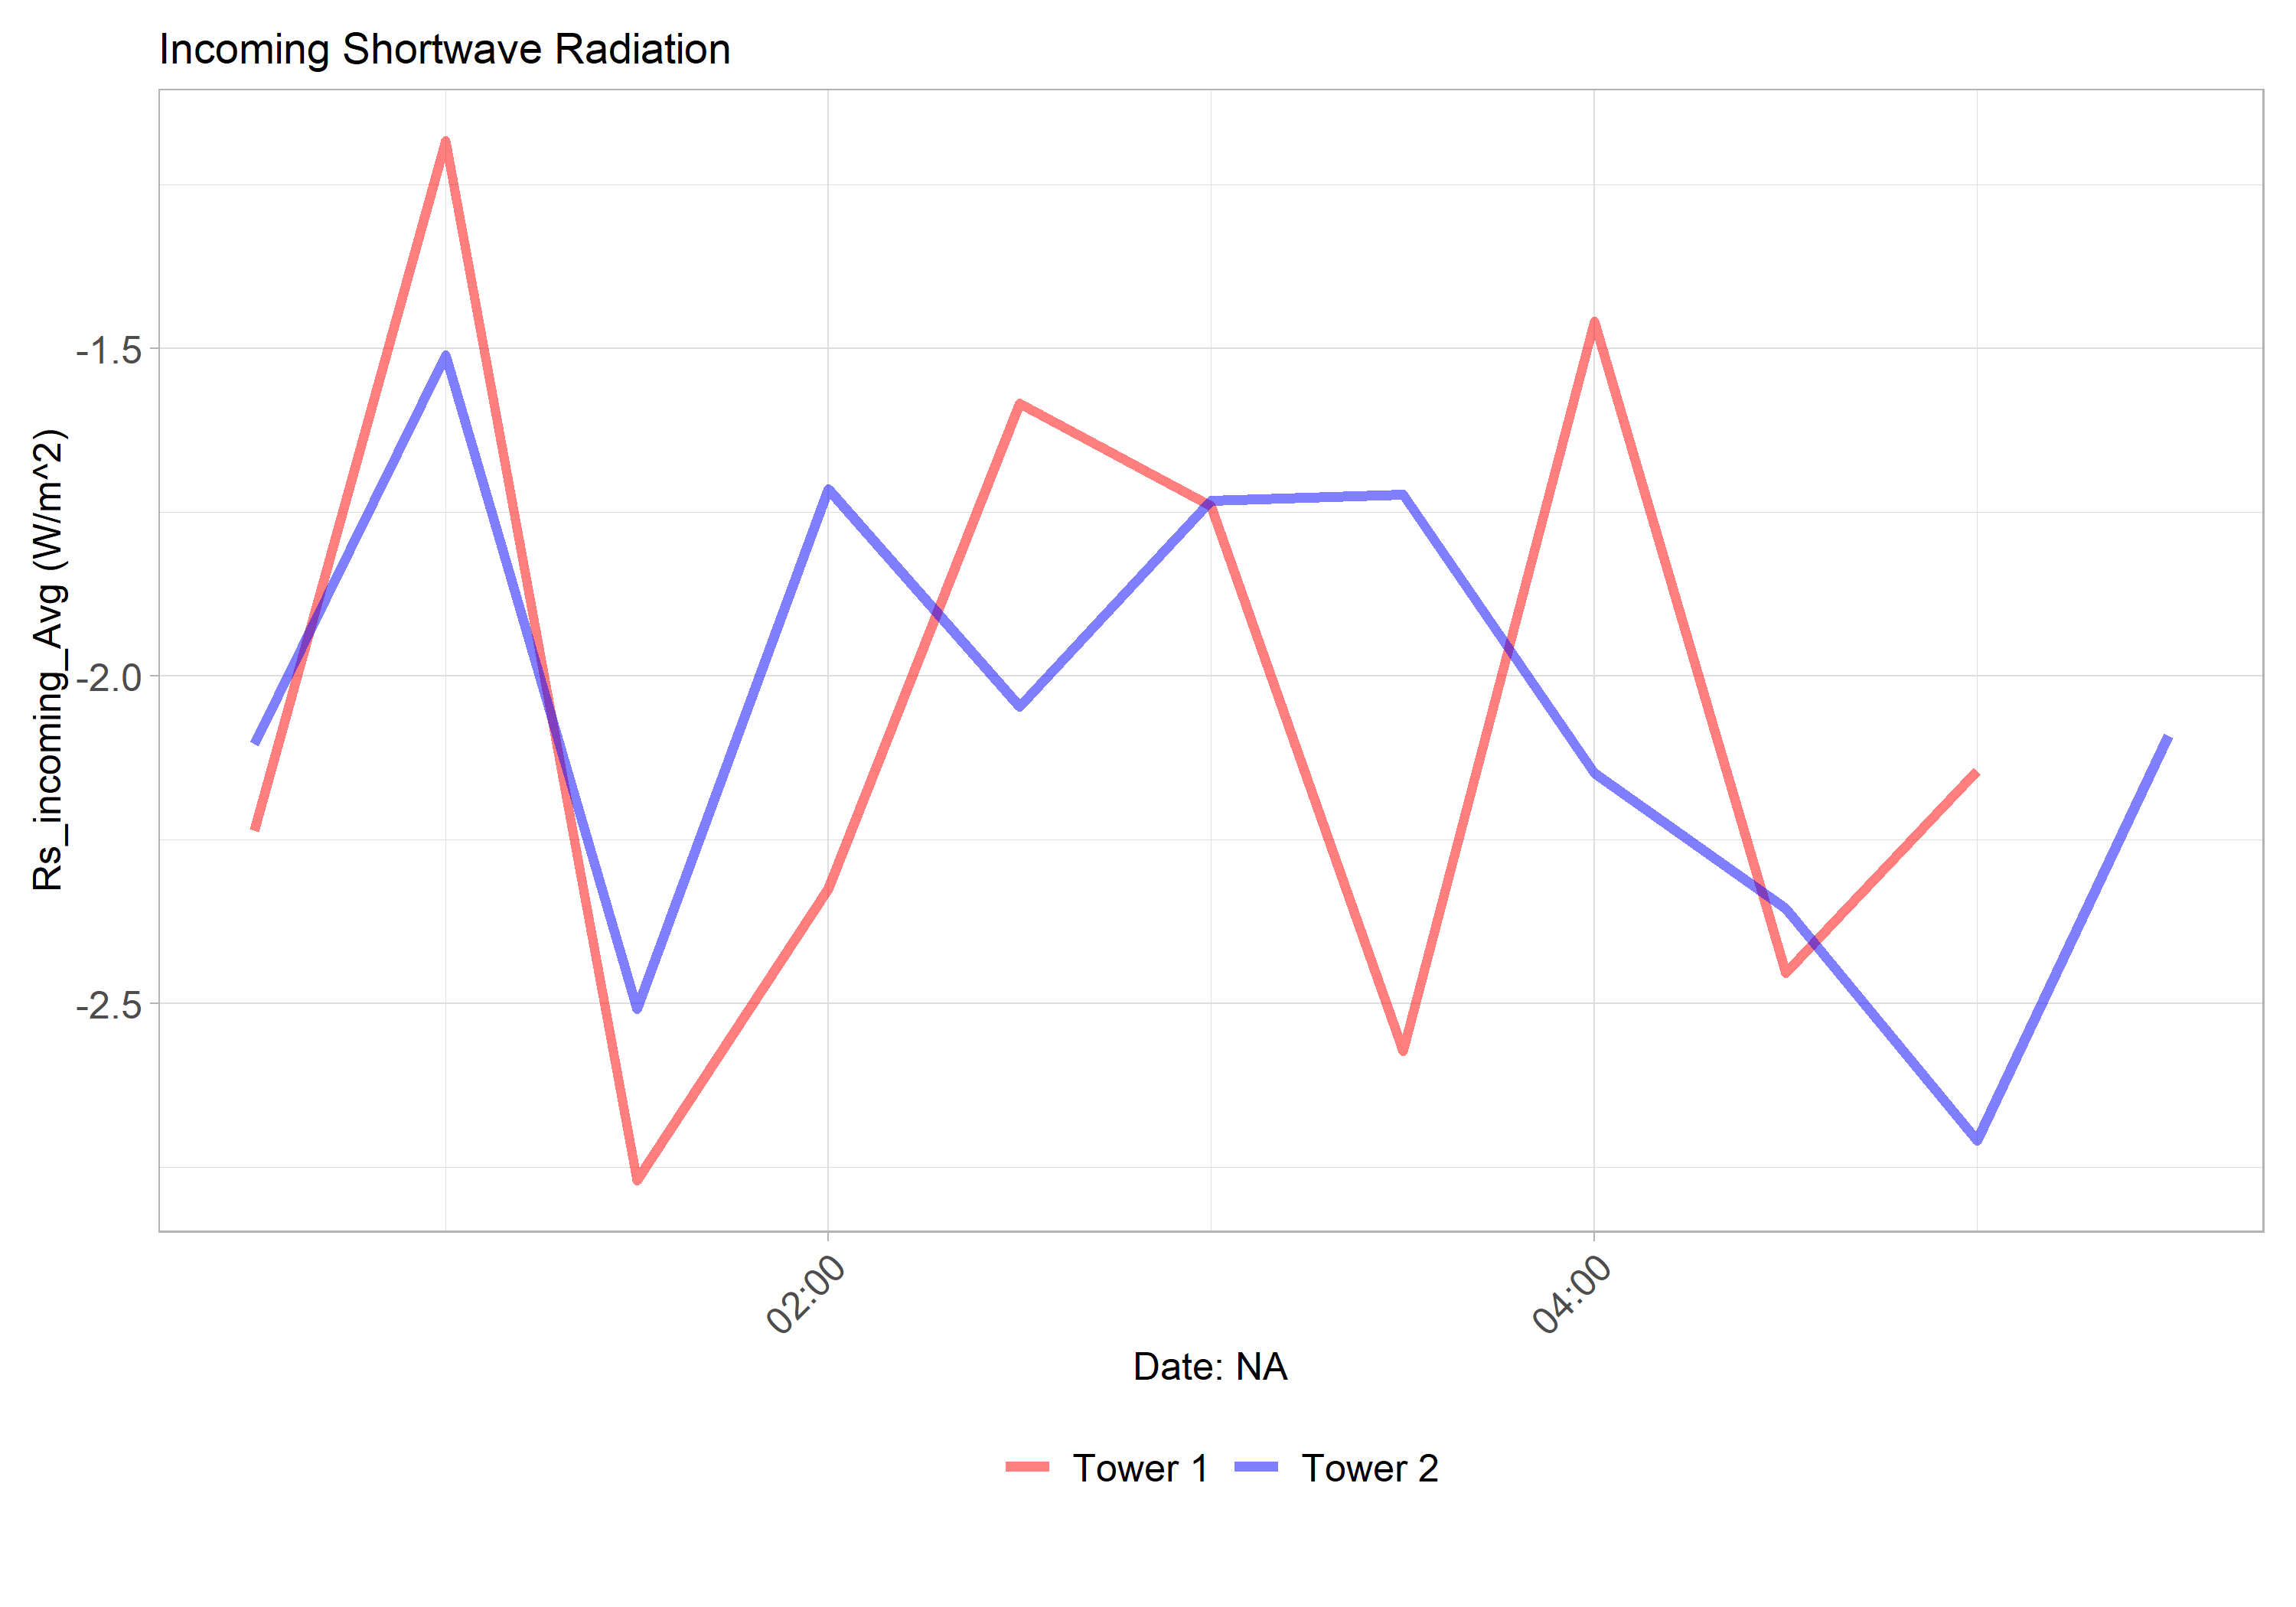 Incoming Shortwave Radiation
Rs_incoming_Avg (W/m^2)
-1.5
-2.0
-2.5
02:00
04:00
Date: NA
Tower 1
Tower 2